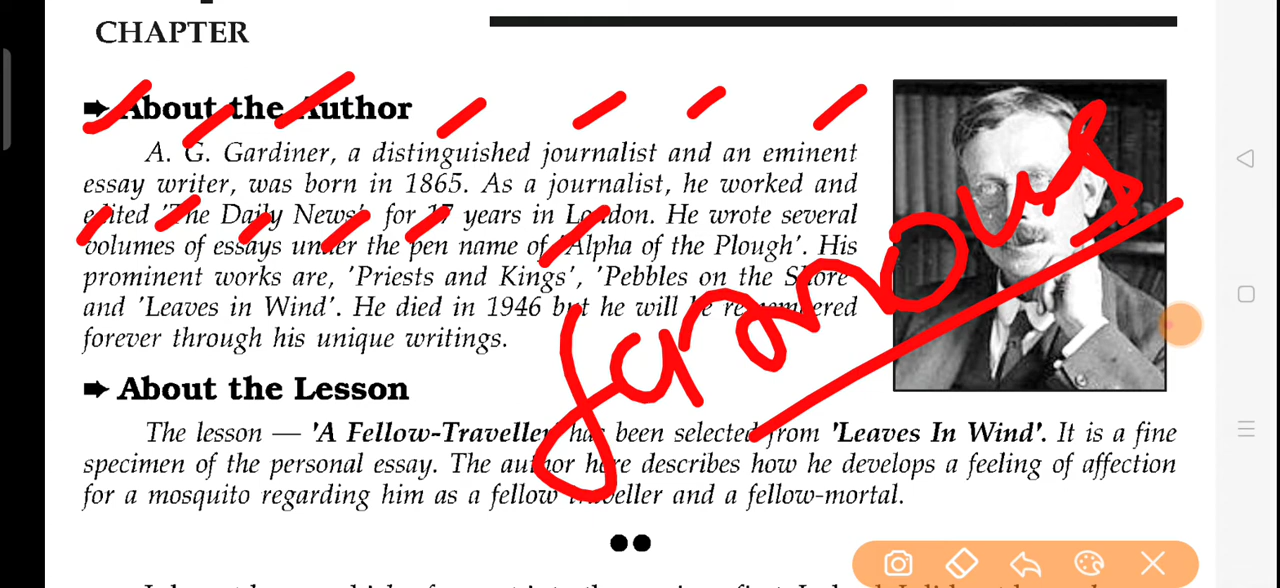 CHAPTER
➨ About the Author
A. G. Gardiner, a distinguished journalist and an eminent
essay writer, was born in 1865. As a journalist, he worked and
edited 'The Daily News' for 17 years in London. He wrote several
volumes of essays under the pen name of 'Alpha of the Plough'. His
prominent works are, 'Priests and Kings', 'Pebbles on the Shore'
and 'Leaves in Wind'. He died in 1946 but he will be remembered
forever through his unique writings.
famous
➨ About the Lesson
The lesson — 'A Fellow-Traveller' has been selected from 'Leaves In Wind'. It is a fine
specimen of the personal essay. The author here describes how he develops a feeling of affection
for a mosquito regarding him as a fellow traveller and a fellow-mortal.